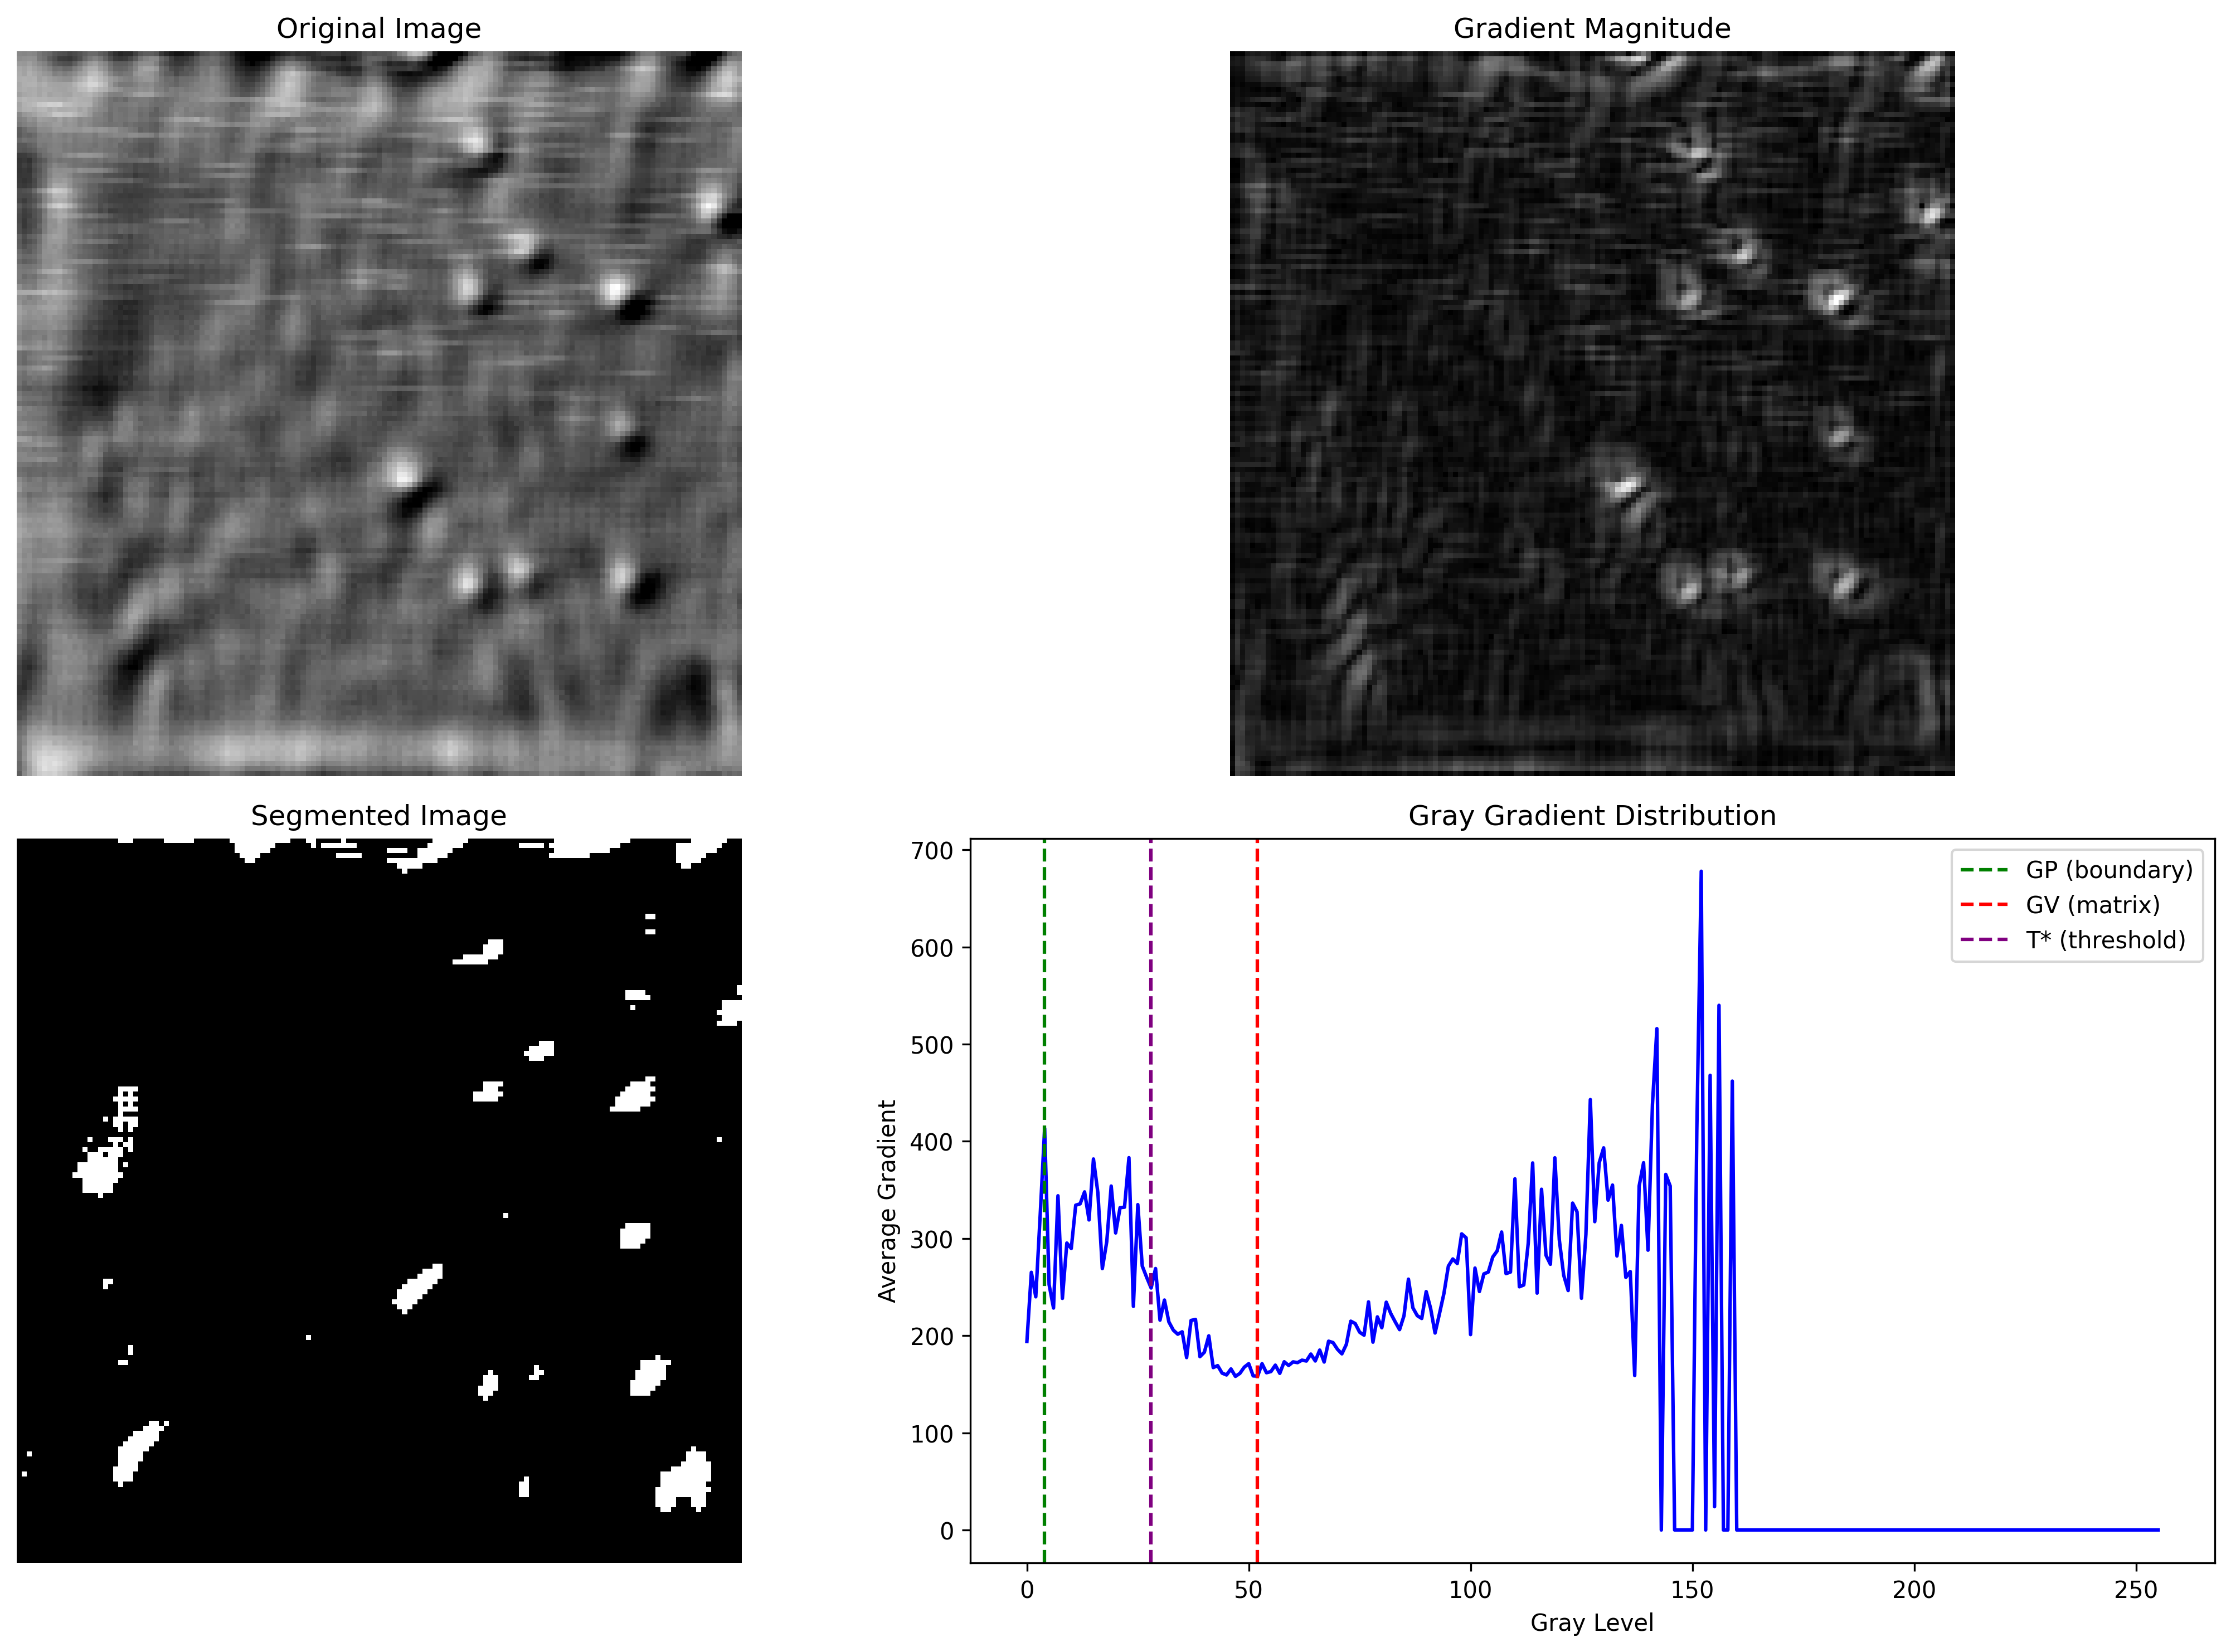 Original Image
Gradient Magnitude
Segmented Image
Gray Gradient Distribution
700
600
500
400
300
200
100
0
Average Gradient
GP (boundary)
GV (matrix)
T* (threshold)
0
50
100
150
200
250
Gray Level